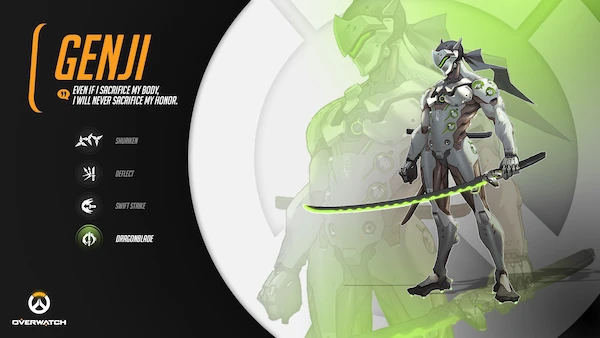 GENJI
EVEN IF I SACRIFICE MY BODY,
I WILL NEVER SACRIFICE MY HONOR.
SHURIKEN
DEFLECT
SWIFT STRIKE
DRAGONBLADE
OVERWATCH